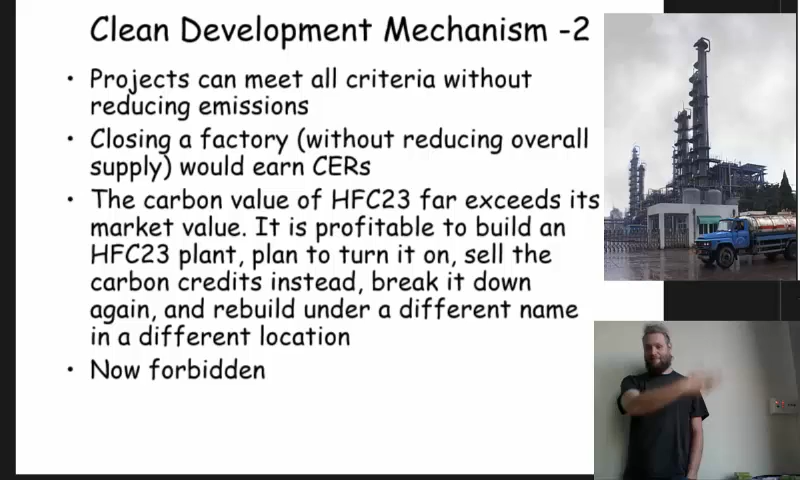 Clean Development Mechanism -2
• Projects can meet all criteria without
reducing emissions
• Closing a factory (without reducing overall
supply) would earn CERs
• The carbon value of HFC23 far exceeds its
market value. It is profitable to build an
HFC23 plant, plan to turn it on, sell the
carbon credits instead, break it down
again, and rebuild under a different name
in a different location
• Now forbidden